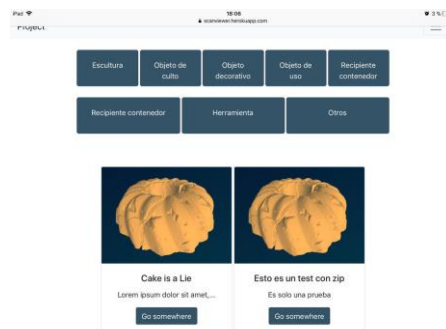 iPad
18:06
3 %
scanviewer.herokuapp.com
Project
Escultura
Objeto de
culto
Objeto
decorativo
Objeto de
uso
Recipiente
contenedor
Recipiente contenedor
Herramienta
Otros
Cake is a Lie
Lorem ipsum dolor sit amet,...
Go somewhere
Esto es un test con zip
Es solo una prueba
Go somewhere